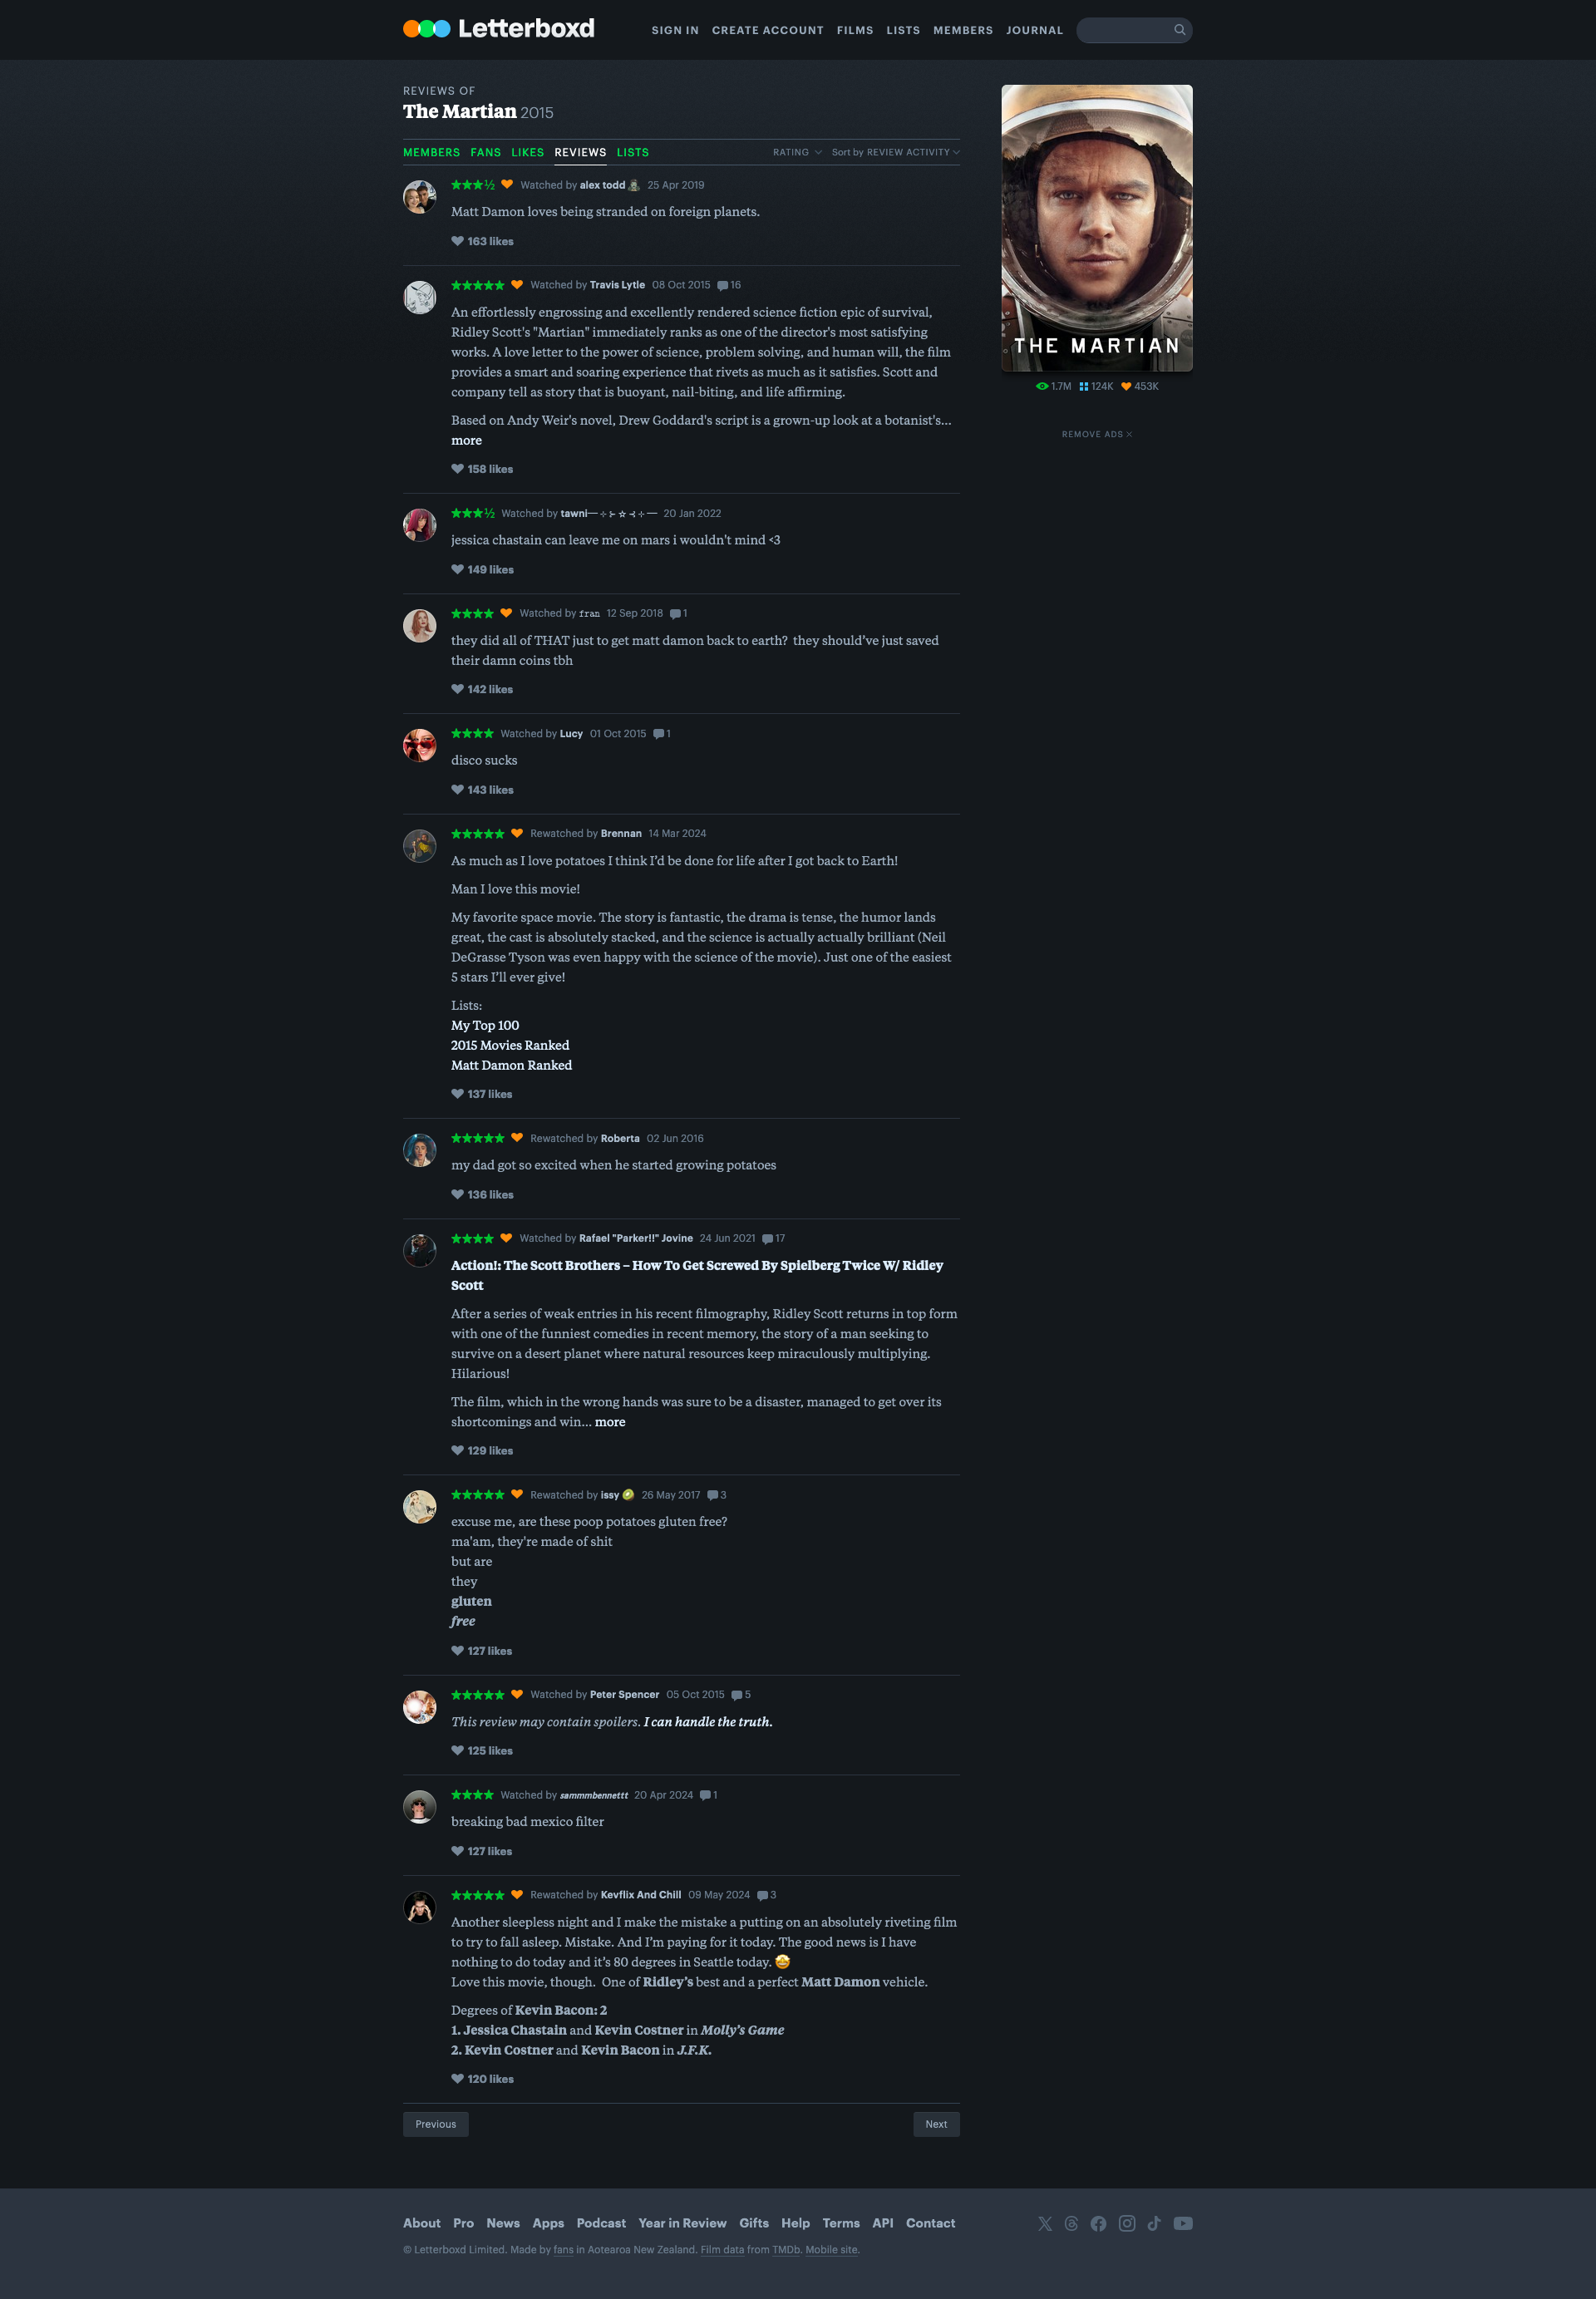 Letterboxd
SIGN IN CREATE ACCOUNT FILMS LISTS MEMBERS JOURNAL
REVIEWS OF
The Martian 2015
MEMBERS FANS LIKES REVIEWS LISTS RATING Sort by REVIEW ACTIVITY
★★★½ Watched by alex todd 25 Apr 2019
Matt Damon loves being stranded on foreign planets.
163 likes
★★★★★ Watched by Travis Lytle 08 Oct 2015 16
An effortlessly engrossing and excellently rendered science fiction epic of survival,
Ridley Scott's "Martian" immediately ranks as one of the director's most satisfying
works. A love letter to the power of science, problem solving, and human will, the film
provides a smart and soaring experience that rivets as much as it satisfies. Scott and
company tell as story that is buoyant, nail-biting, and life affirming.
Based on Andy Weir's novel, Drew Goddard's script is a grown-up look at a botanist's…
more
158 likes
★★★½ Watched by tawni 20 Jan 2022
jessica chastain can leave me on mars i wouldn't mind <3
149 likes
★★★★ Watched by fran 12 Sep 2018 1
they did all of THAT just to get matt damon back to earth? they should’ve just saved
their damn coins tbh
142 likes
★★★★ Watched by Lucy 01 Oct 2015 1
disco sucks
143 likes
★★★★★ Rewatched by Brennan 14 Mar 2024
As much as I love potatoes I think I’d be done for life after I got back to Earth!
Man I love this movie!
My favorite space movie. The story is fantastic, the drama is tense, the humor lands
great, the cast is absolutely stacked, and the science is actually actually brilliant (Neil
DeGrasse Tyson was even happy with the science of the movie). Just one of the easiest
5 stars I’ll ever give!
Lists:
My Top 100
2015 Movies Ranked
Matt Damon Ranked
137 likes
★★★★★ Rewatched by Roberta 02 Jun 2016
my dad got so excited when he started growing potatoes
136 likes
★★★★ Watched by Rafael "Parker!!" Jovine 24 Jun 2021 17
Action!: The Scott Brothers – How To Get Screwed By Spielberg Twice W/ Ridley
Scott
After a series of weak entries in his recent filmography, Ridley Scott returns in top form
with one of the funniest comedies in recent memory, the story of a man seeking to
survive on a desert planet where natural resources keep miraculously multiplying.
Hilarious!
The film, which in the wrong hands was sure to be a disaster, managed to get over its
shortcomings and win… more
129 likes
★★★★★ Rewatched by issy 🥝 26 May 2017 3
excuse me, are these poop potatoes gluten free?
ma'am, they're made of shit
but are
they
gluten
free
127 likes
★★★★★ Watched by Peter Spencer 05 Oct 2015 5
This review may contain spoilers. I can handle the truth.
125 likes
★★★★ Watched by sammmbennettt 20 Apr 2024 1
breaking bad mexico filter
127 likes
★★★★★ Rewatched by Kevflix And Chill 09 May 2024 3
Another sleepless night and I make the mistake a putting on an absolutely riveting film
to try to fall asleep. Mistake. And I’m paying for it today. The good news is I have
nothing to do today and it’s 80 degrees in Seattle today. 🤩
Love this movie, though. One of Ridley’s best and a perfect Matt Damon vehicle.
Degrees of Kevin Bacon: 2
1. Jessica Chastain and Kevin Costner in Molly’s Game
2. Kevin Costner and Kevin Bacon in J.F.K.
120 likes
Previous Next
THE MARTIAN
1.7M 124K 453K
REMOVE ADS
About Pro News Apps Podcast Year in Review Gifts Help Terms API Contact
© Letterboxd Limited. Made by fans in Aotearoa New Zealand. Film data from TMDb. Mobile site.